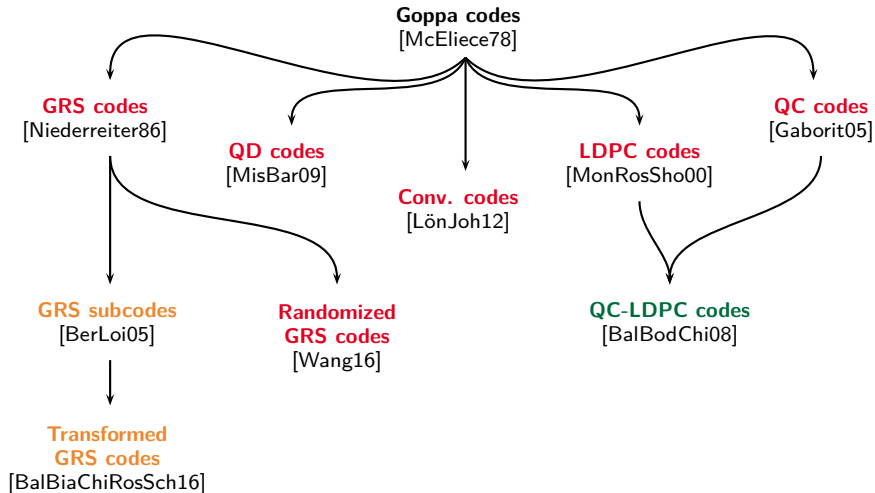 Goppa codes
[McEliece78]
GRS codes
[Niederreiter86]
QD codes
[MisBar09]
Conv. codes
[LönJoh12]
LDPC codes
[MonRosSho00]
QC codes
[Gaborit05]
GRS subcodes
[BerLoi05]
Randomized
GRS codes
[Wang16]
QC-LDPC codes
[BalBodChi08]
Transformed
GRS codes
[BalBiaChiRosSch16]